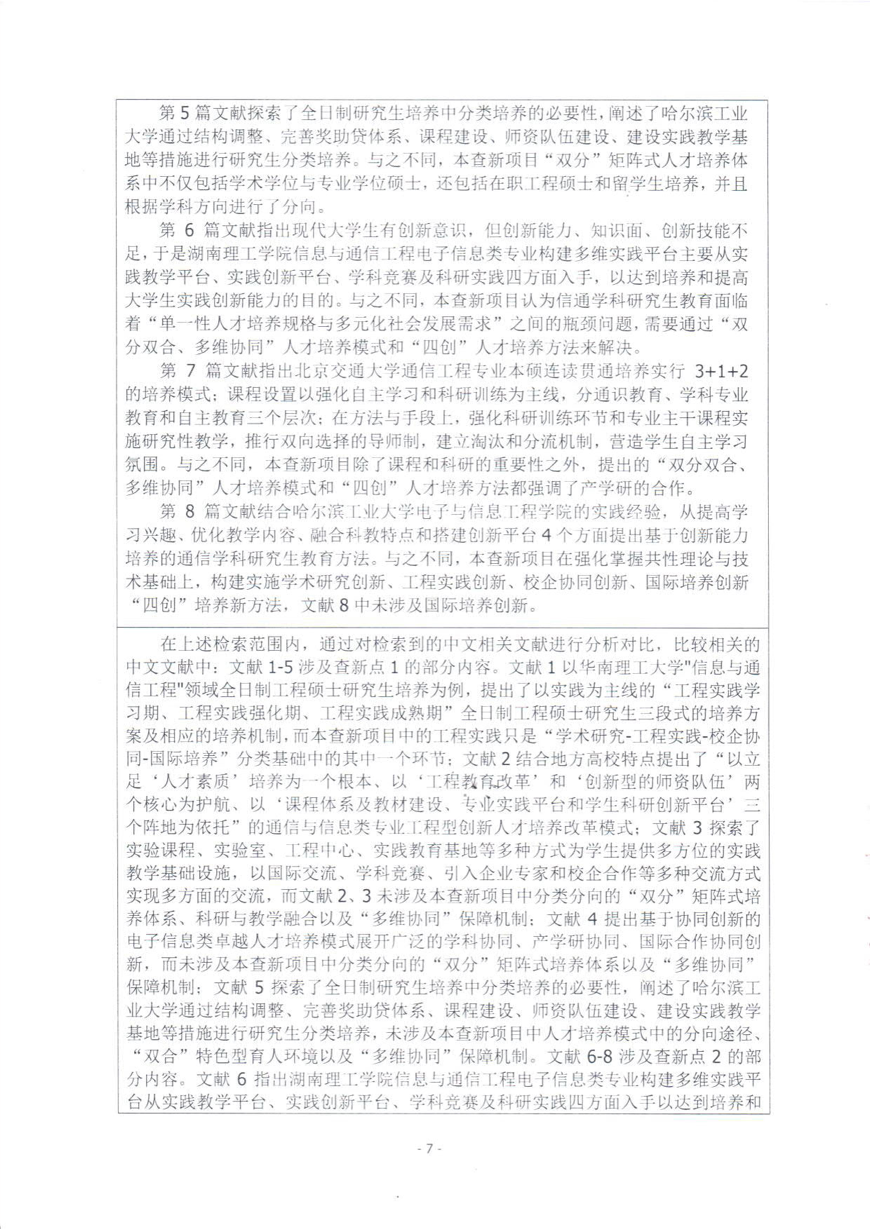 第 5 篇文献探索了全日制研究生培养中分类培养的必要性，阐述了哈尔滨工业
大学通过结构调整、完善奖助贷体系、课程建设、师资队伍建设、建设实践教学基
地等措施进行研究生分类培养。与之不同，本查新项目“双分”矩阵式人才培养体
系中不仅包括学术学位与专业学位硕士，还包括在职工程硕士和留学生培养，并且
根据学科方向进行了分向。
第 6 篇文献指出现代大学生有创新意识，但创新能力、知识面、创新技能不
足，于是湖南理工学院信息与通信工程电子信息类专业构建多维实践平台主要从实
践教学平台、实践创新平台、学科竞赛及科研实践四方面入手，以达到培养和提高
大学生实践创新能力的目的。与之不同，本查新项目认为信通学科研究生教育面临
着“单一性人才培养规格与多元化社会发展需求”之间的瓶颈问题，需要通过“双
分双合、多维协同”人才培养模式和“四创”人才培养方法来解决。
第 7 篇文献指出北京交通大学通信工程专业本硕连读贯通培养实行 3+1+2
的培养模式；课程设置以强化自主学习和科研训练为主线，分通识教育、学科专业
教育和自主教育三个层次；在方法与手段上，强化科研训练环节和专业主干课程实
施研究性教学，推行双向选择的导师制，建立淘汰和分流机制，营造学生自主学习
氛围。与之不同，本查新项目除了课程和科研的重要性之外，提出的“双分双合、
多维协同”人才培养模式和“四创”人才培养方法都强调了产学研的合作。
第 8 篇文献结合哈尔滨工业大学电子与信息工程学院的实践经验，从提高学
习兴趣、优化教学内容、融合科教特点和搭建创新平台 4 个方面提出基于创新能力
培养的通信学科研究生教育方法。与之不同，本查新项目在强化掌握共性理论与技
术基础上，构建实施学术研究创新、工程实践创新、校企协同创新、国际培养创新
“四创”培养新方法，文献 8 中未涉及国际培养创新。
在上述检索范围内，通过对检索到的中文相关文献进行分析对比，比较相关的
中文文献中：文献 1-5 涉及查新点 1 的部分内容。文献 1 以华南理工大学"信息与通
信工程"领域全日制工程硕士研究生培养为例，提出了以实践为主线的“工程实践学
习期、工程实践强化期、工程实践成熟期”全日制工程硕士研究生三段式的培养方
案及相应的培养机制，而本查新项目中的工程实践只是“学术研究-工程实践-校企协
同-国际培养”分类基础中的其中一个环节；文献 2 结合地方高校特点提出了“以立
足‘人才素质’培养为一个根本、以‘工程教育改革’和‘创新型的师资队伍’两
个核心为护航、以‘课程体系及教材建设、专业实践平台和学生科研创新平台’三
个阵地为依托”的通信与信息类专业工程型创新人才培养改革模式；文献 3 探索了
实验课程、实验室、工程中心、实践教育基地等多种方式为学生提供多方位的实践
教学基础设施，以国际交流、学科竞赛、引入企业专家和校企合作等多种交流方式
实现多方面的交流，而文献 2、3 未涉及本查新项目中分类分向的“双分”矩阵式培
养体系、科研与教学融合以及“多维协同”保障机制；文献 4 提出基于协同创新的
电子信息类卓越人才培养模式展开广泛的学科协同、产学研协同、国际合作协同创
新，而未涉及本查新项目中分类分向的“双分”矩阵式培养体系以及“多维协同”
保障机制；文献 5 探索了全日制研究生培养中分类培养的必要性，阐述了哈尔滨工
业大学通过结构调整、完善奖助贷体系、课程建设、师资队伍建设、建设实践教学
基地等措施进行研究生分类培养，未涉及本查新项目中人才培养模式中的分向途径、
“双合”特色型育人环境以及“多维协同”保障机制。文献 6-8 涉及查新点 2 的部
分内容。文献 6 指出湖南理工学院信息与通信工程电子信息类专业构建多维实践平
台从实践教学平台、实践创新平台、学科竞赛及科研实践四方面入手以达到培养和
- 7 -